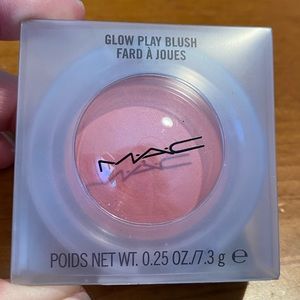 GLOW PLAY BLUSH
FARD À JOUES
MAC
POIDS NET WT. 0.25 OZ./7.3 g ℮